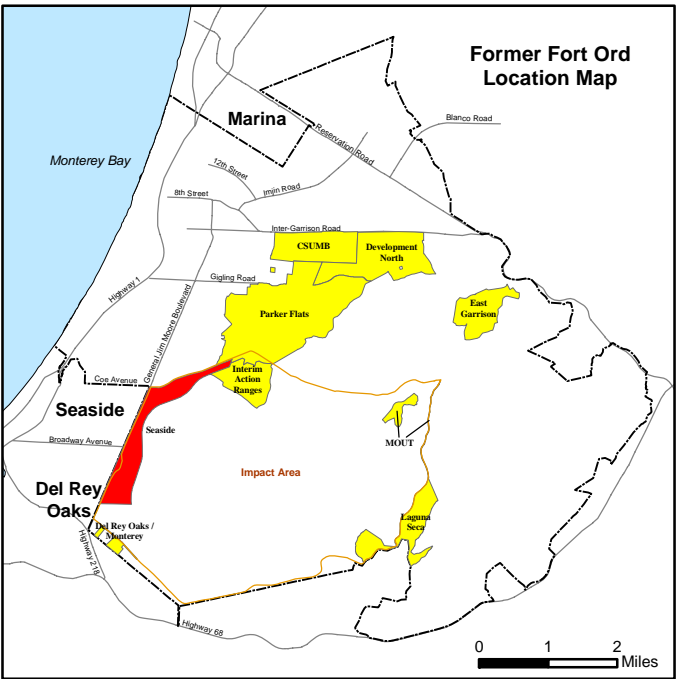 Former Fort Ord
Location Map
Marina
Blanco Road
Reservation Road
Monterey Bay
12th Street
Imjin Road
8th Street
Inter-Garrison Road
CSUMB
Development
North
Gigling Road
Highway 1
General Jim Moore Boulevard
East
Garrison
Parker Flats
Interim
Action
Ranges
Coe Avenue
Seaside
Seaside
Broadway Avenue
MOUT
Impact Area
Del Rey
Oaks
Laguna
Seca
Del Rey Oaks /
Monterey
Highway 218
Highway 68
0 1 2
Miles